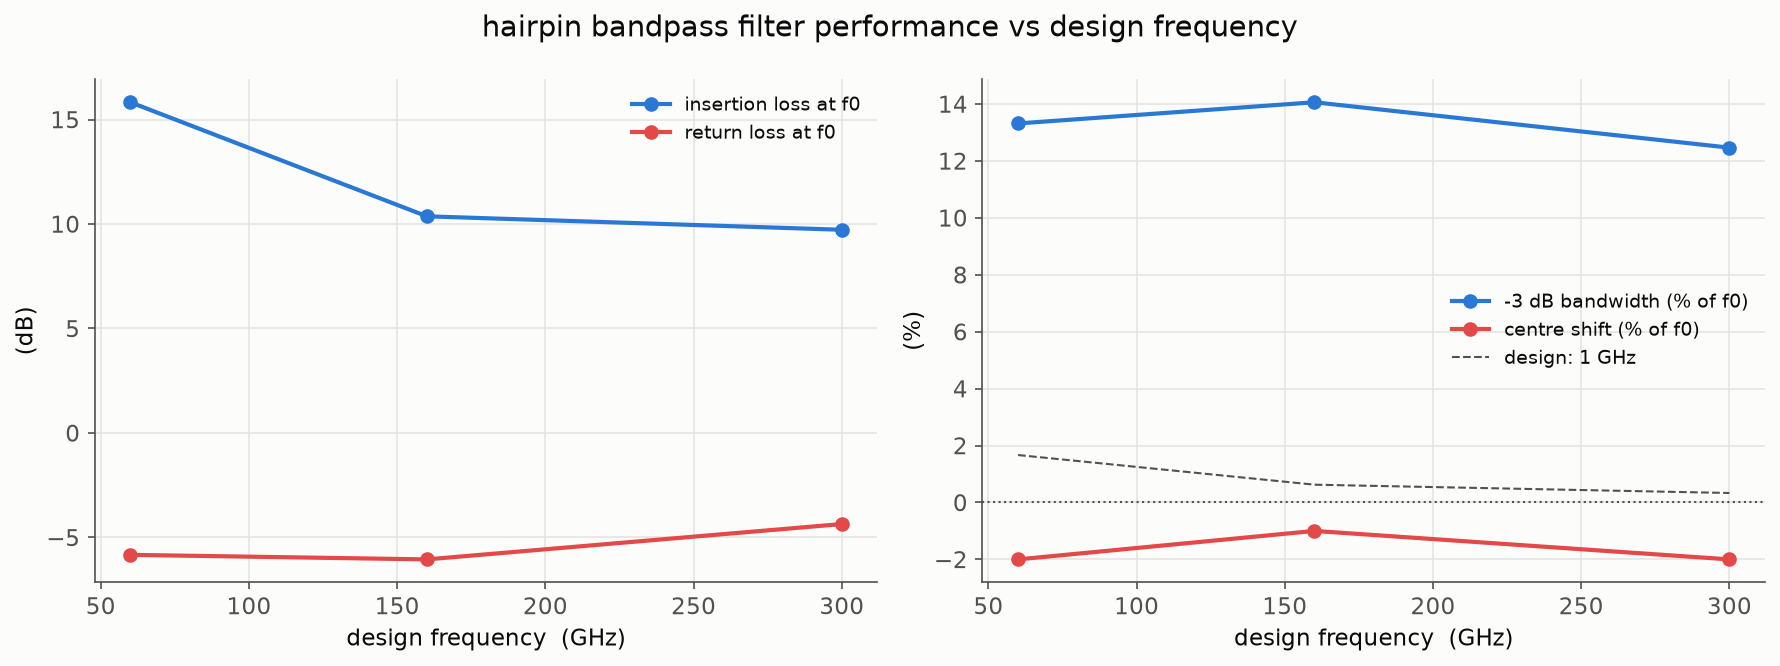 hairpin bandpass filter performance vs design frequency
insertion loss at f0
return loss at f0
15
10
5
0
−5
(dB)
50 100 150 200 250 300
design frequency (GHz)
14
12
10
8
6
4
2
0
−2
(%)
-3 dB bandwidth (% of f0)
centre shift (% of f0)
design: 1 GHz
50 100 150 200 250 300
design frequency (GHz)